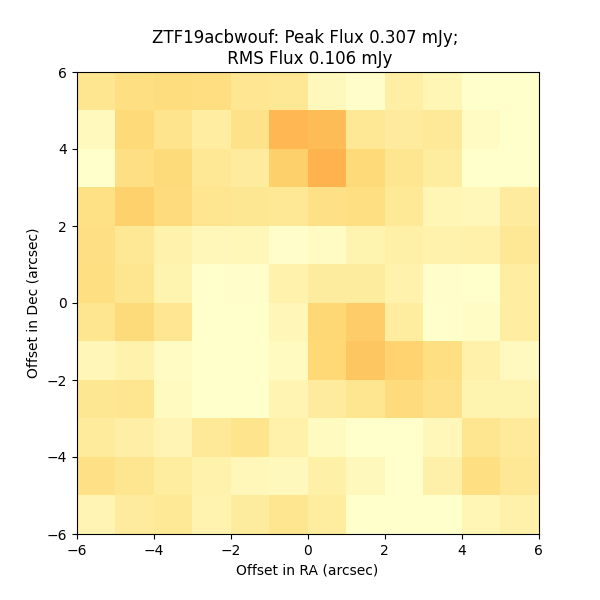 ZTF19acbwouf: Peak Flux 0.307 mJy;
RMS Flux 0.106 mJy
6
4
2
0
−2
−4
−6
Offset in Dec (arcsec)
−6 −4 −2 0 2 4 6
Offset in RA (arcsec)